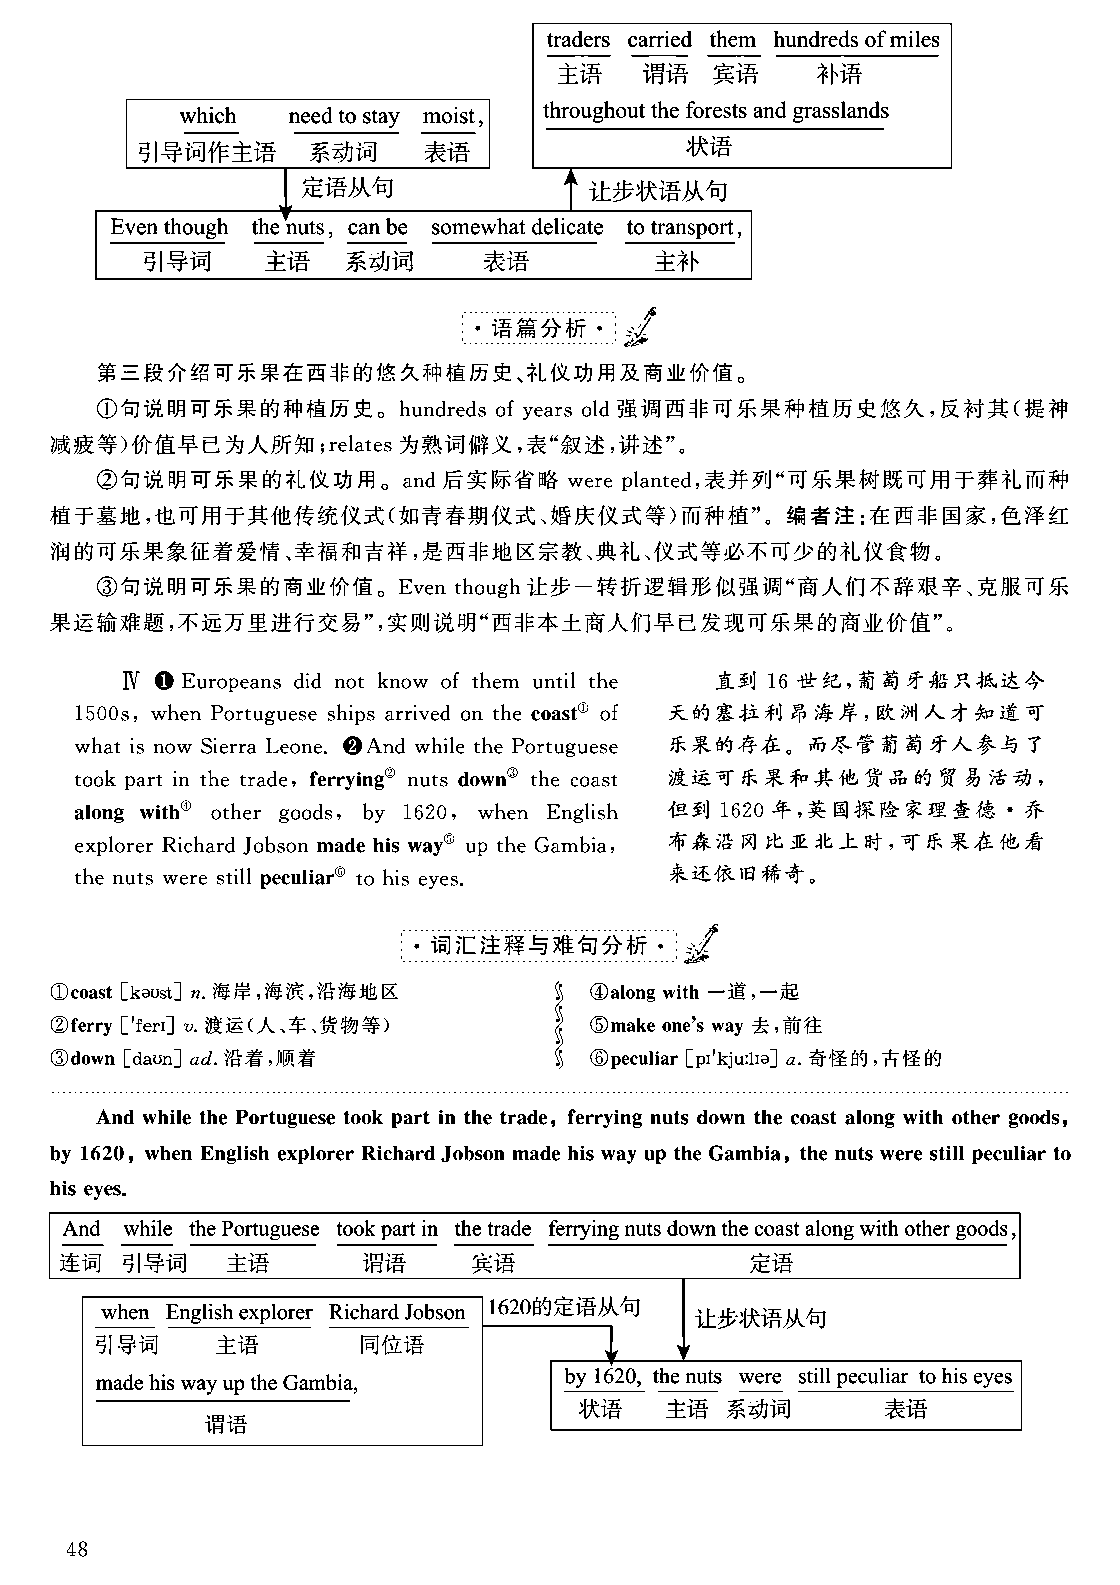 traders carried them hundreds of miles
主语 谓语 宾语 补语
throughout the forests and grasslands
状语
which need to stay moist,
引导词作主语 系动词 表语
定语从句
让步状语从句
Even though the nuts, can be somewhat delicate to transport,
引导词 主语 系动词 表语 主补
·语篇分析·
第三段介绍可乐果在西非的悠久种植历史、礼仪功用及商业价值。
①句说明可乐果的种植历史。hundreds of years old 强调西非可乐果种植历史悠久,反衬其(提神
减疲等)价值早已为人所知;relates 为熟词僻义,表“叙述,讲述”。
②句说明可乐果的礼仪功用。and 后实际省略 were planted,表并列“可乐果树既可用于葬礼而种
植于墓地,也可用于其他传统仪式(如青春期仪式、婚庆仪式等)而种植”。编者注:在西非国家,色泽红
润的可乐果象征着爱情、幸福和吉祥,是西非地区宗教、典礼、仪式等必不可少的礼仪食物。
③句说明可乐果的商业价值。Even though 让步—转折逻辑形似强调“商人们不辞艰辛、克服可乐
果运输难题,不远万里进行交易”,实则说明“西非本土商人们早已发现可乐果的商业价值”。
Ⅳ ❶ Europeans did not know of them until the
1500s, when Portuguese ships arrived on the coast① of
what is now Sierra Leone. ❷ And while the Portuguese
took part in the trade, ferrying② nuts down③ the coast
along with④ other goods, by 1620, when English
explorer Richard Jobson made his way⑤ up the Gambia,
the nuts were still peculiar⑥ to his eyes.
直到 16 世纪,葡萄牙船只抵达今
天的塞拉利昂海岸,欧洲人才知道可
乐果的存在。而尽管葡萄牙人参与了
渡运可乐果和其他货品的贸易活动,
但到 1620 年,英国探险家理查德·乔
布森沿冈比亚北上时,可乐果在他看
来还依旧稀奇。
·词汇注释与难句分析·
①coast [kəʊst] n. 海岸,海滨,沿海地区
②ferry [ˈferɪ] v. 渡运(人、车、货物等)
③down [daʊn] ad. 沿着,顺着
④along with 一道,一起
⑤make one's way 去,前往
⑥peculiar [pɪˈkjuːlɪə] a. 奇怪的,古怪的
And while the Portuguese took part in the trade, ferrying nuts down the coast along with other goods,
by 1620, when English explorer Richard Jobson made his way up the Gambia, the nuts were still peculiar to
his eyes.
And while the Portuguese took part in the trade ferrying nuts down the coast along with other goods,
连词 引导词 主语 谓语 宾语 定语
when English explorer Richard Jobson
引导词 主语 同位语
made his way up the Gambia,
谓语
1620的定语从句
让步状语从句
by 1620, the nuts were still peculiar to his eyes
状语 主语 系动词 表语
48